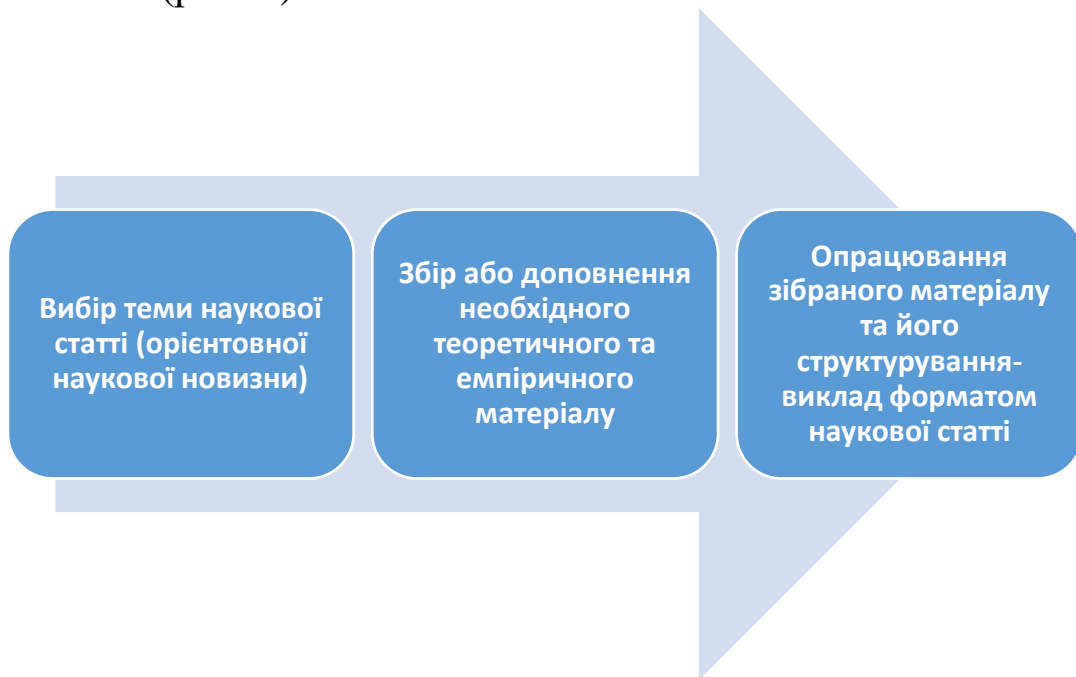 Вибір теми наукової
статті (орієнтовної
наукової новизни)
Збір або доповнення
необхідного
теоретичного та
емпіричного
матеріалу
Опрацювання
зібраного матеріалу
та його
структурування-
виклад форматом
наукової статті